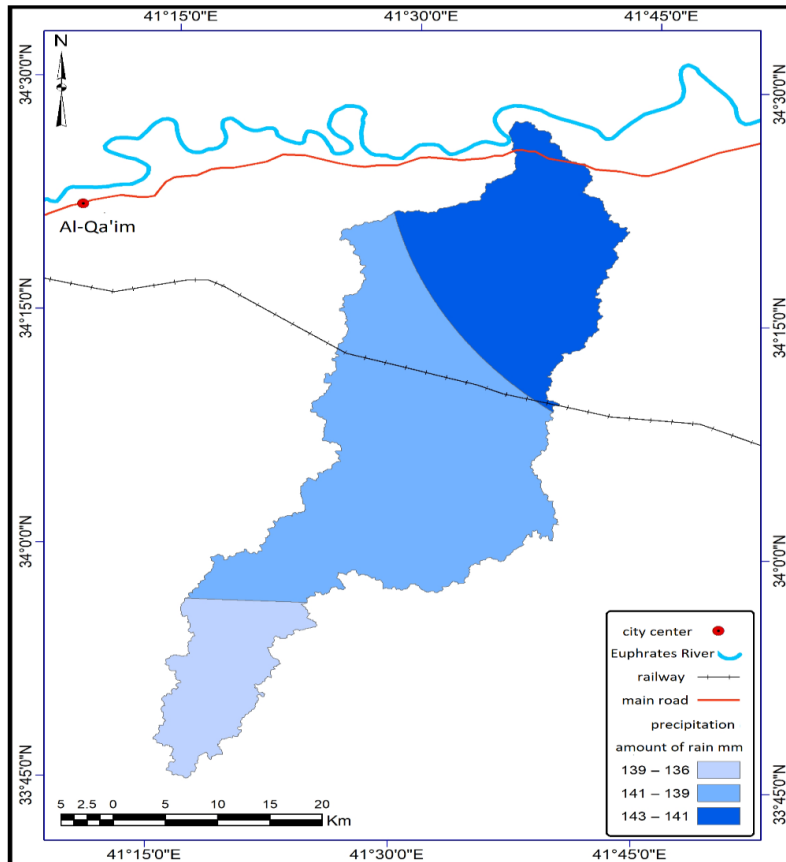 41°15'0"E 41°30'0"E 41°45'0"E
N
34°30'0"N 34°30'0"N
Al-Qa'im
34°15'0"N 34°15'0"N
34°0'0"N 34°0'0"N
33°45'0"N 33°45'0"N
city center
Euphrates River
railway
main road
precipitation
amount of rain mm
139 – 136
141 – 139
143 – 141
5 2.5 0 5 10 15 20
Km
41°15'0"E 41°30'0"E 41°45'0"E